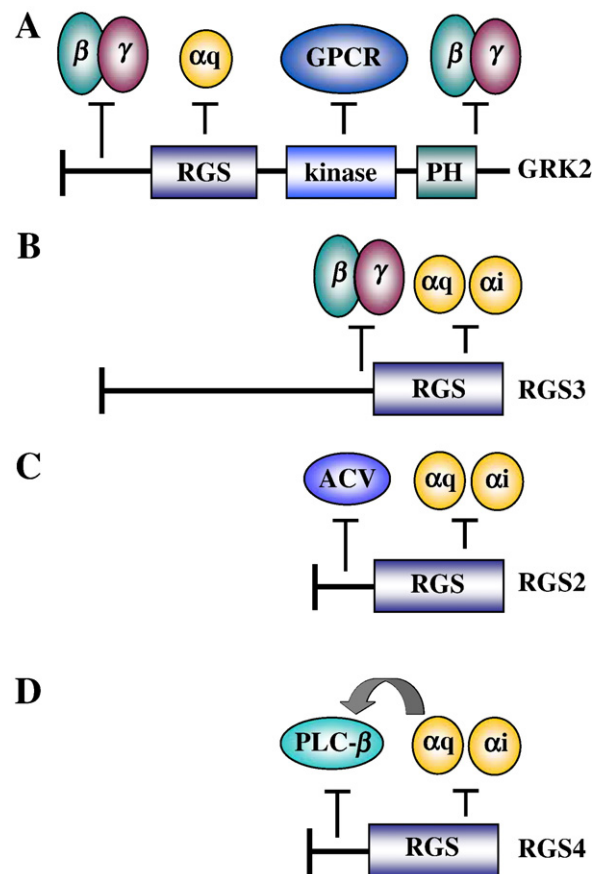 A
β γ αq GPCR β γ
RGS kinase PH GRK2
B
β γ αq αi
RGS RGS3
C
ACV αq αi
RGS RGS2
D
PLC-β αq αi
RGS RGS4